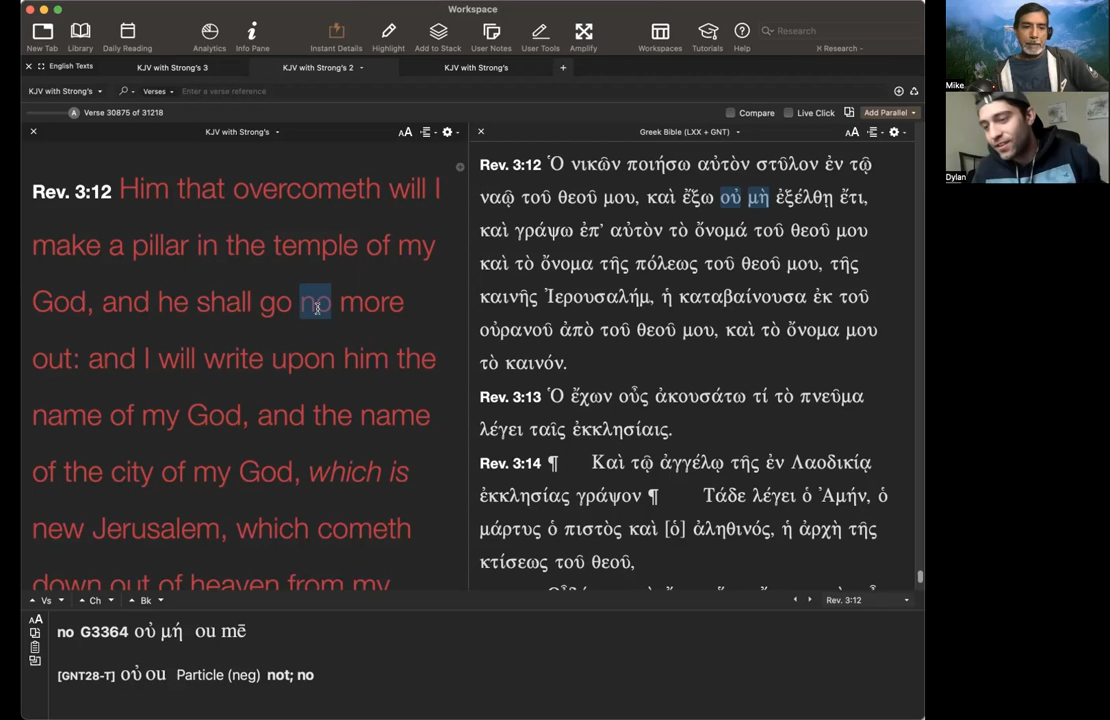 Workspace
New Tab Library Daily Reading Analytics Info Pane Instant Details Highlight Add to Stack User Notes User Tools Amplify Workspaces Tutorials Help Research
Research
English Texts KJV with Strong's 3 KJV with Strong's 2 KJV with Strong's +
KJV with Strong's Verses Enter a verse reference
A Verse 30875 of 31218 Compare Live Click Add Parallel
KJV with Strong's
Rev. 3:12 Him that overcometh will I
make a pillar in the temple of my
God, and he shall go no more
out: and I will write upon him the
name of my God, and the name
of the city of my God, which is
new Jerusalem, which cometh
down out of heaven from my
Greek Bible (LXX + GNT)
Rev. 3:12 Ὁ νικῶν ποιήσω αὐτὸν στῦλον ἐν τῷ
ναῷ τοῦ θεοῦ μου, καὶ ἔξω οὐ μὴ ἐξέλθῃ ἔτι,
καὶ γράψω ἐπ’ αὐτὸν τὸ ὄνομά τοῦ θεοῦ μου
καὶ τὸ ὄνομα τῆς πόλεως τοῦ θεοῦ μου, τῆς
καινῆς Ἰερουσαλήμ, ἡ καταβαίνουσα ἐκ τοῦ
οὐρανοῦ ἀπὸ τοῦ θεοῦ μου, καὶ τὸ ὄνομα μου
τὸ καινόν.
Rev. 3:13 Ὁ ἔχων οὖς ἀκουσάτω τί τὸ πνεῦμα
λέγει ταῖς ἐκκλησίαις.
Rev. 3:14 ¶ Καὶ τῷ ἀγγέλῳ τῆς ἐν Λαοδικίᾳ
ἐκκλησίας γράψον ¶ Τάδε λέγει ὁ Ἀμήν, ὁ
μάρτυς ὁ πιστὸς καὶ [ὁ] ἀληθινός, ἡ ἀρχὴ τῆς
κτίσεως τοῦ θεοῦ,
Vs Ch Bk Rev. 3:12
no G3364 οὐ μή ou mē
[GNT28-T] οὐ ou Particle (neg) not; no
Mike
Dylan